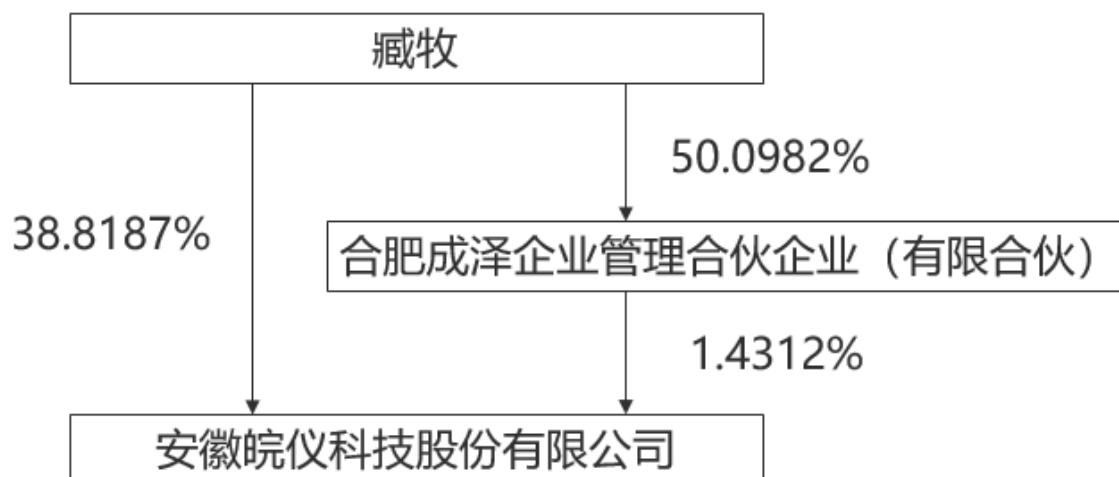 臧牧
50.0982%
38.8187%
合肥成泽企业管理合伙企业（有限合伙）
1.4312%
安徽皖仪科技股份有限公司